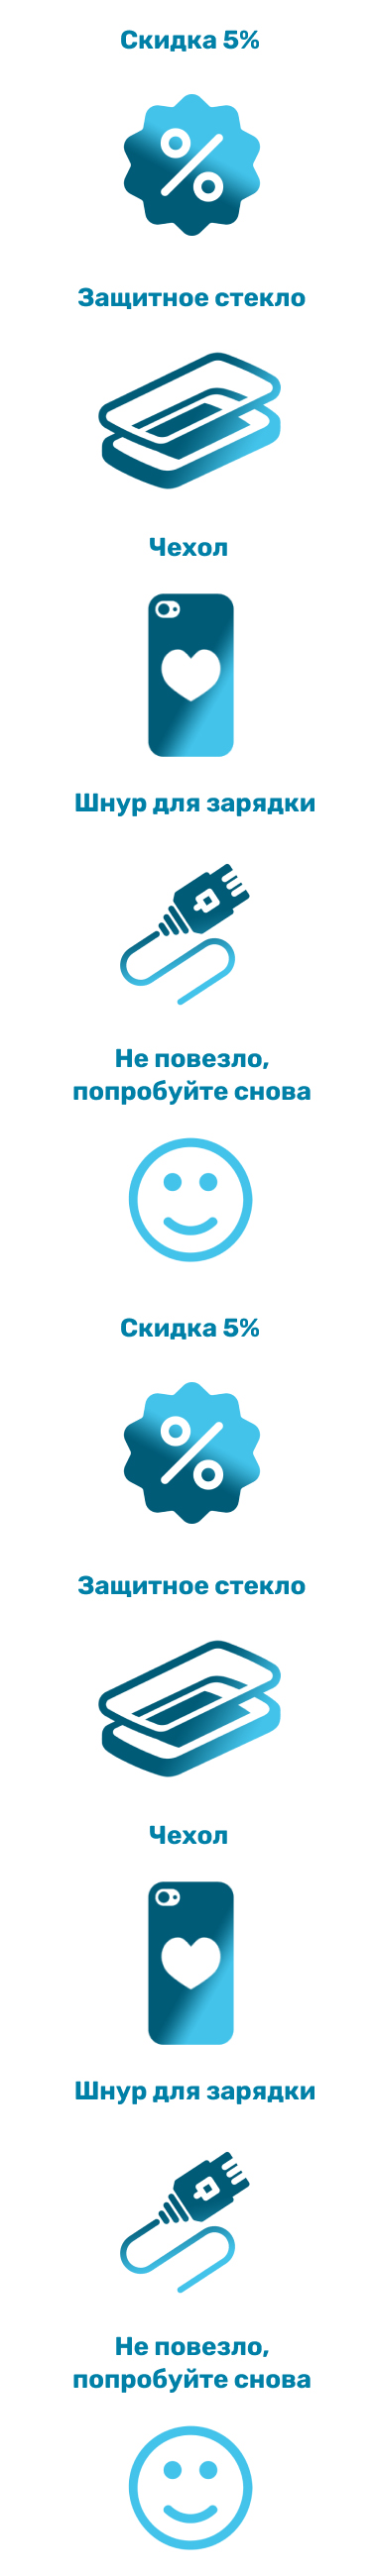 Скидка 5%
Защитное стекло
Чехол
Шнур для зарядки
Не повезло,
попробуйте снова
Скидка 5%
Защитное стекло
Чехол
Шнур для зарядки
Не повезло,
попробуйте снова